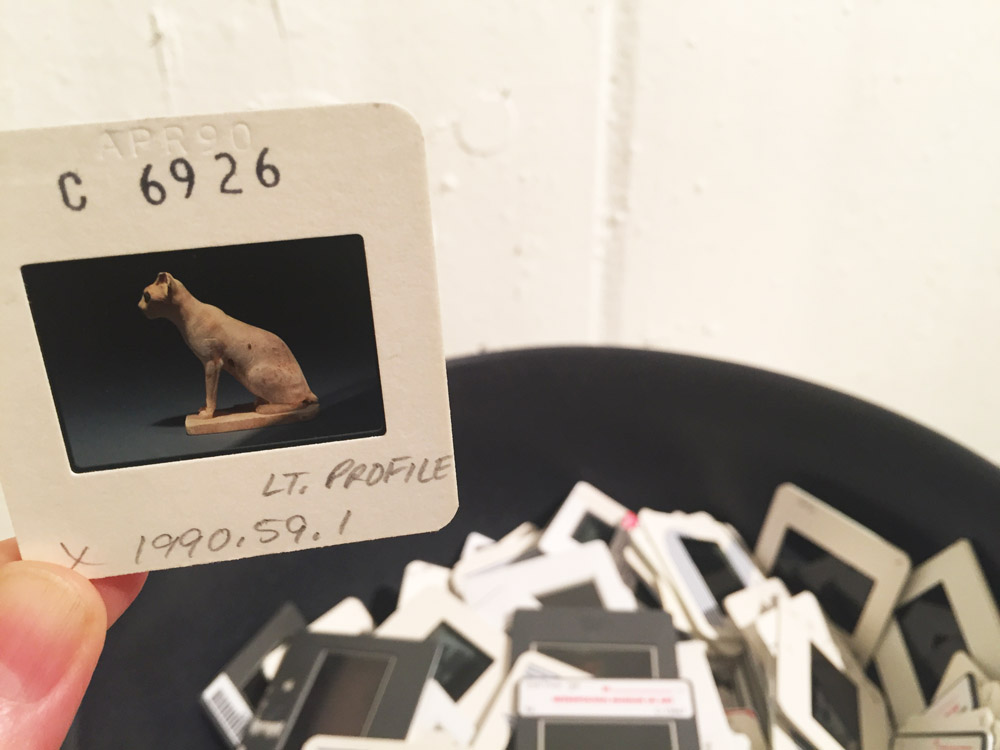 APR90
C 6926
LT. PROFILE
X 1990.59.1